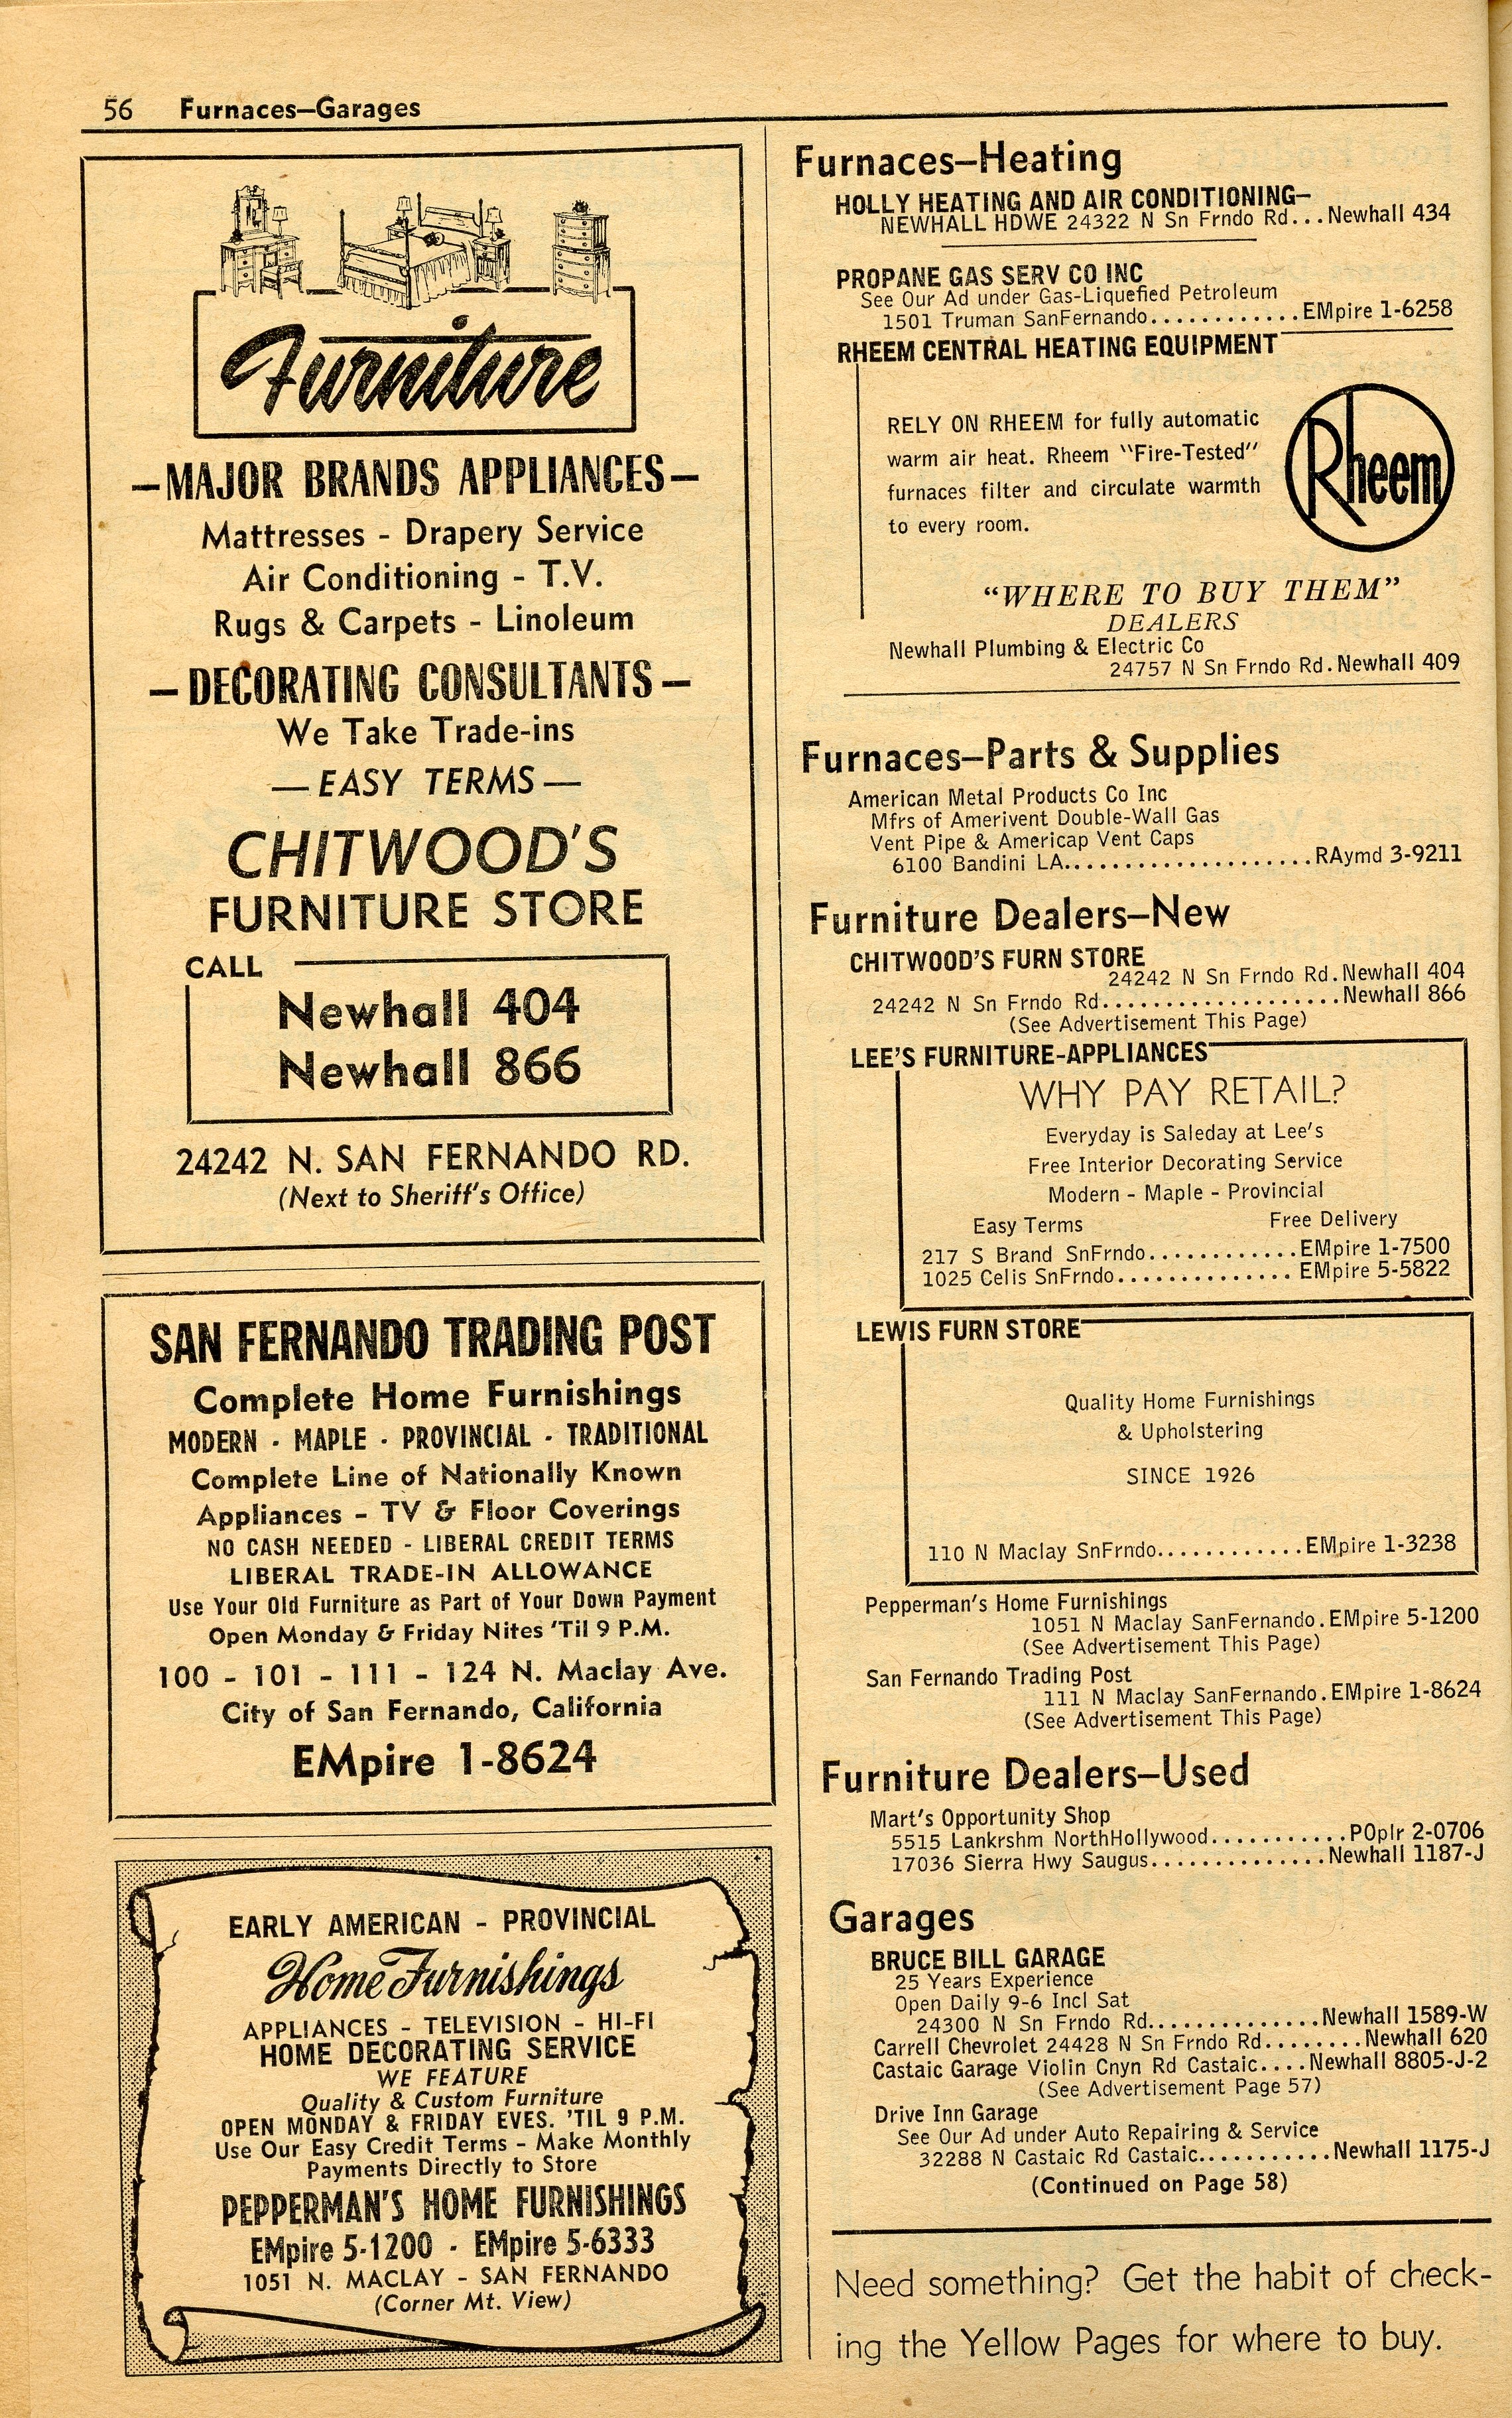 56 Furnaces—Garages
Furniture
—MAJOR BRANDS APPLIANCES—
Mattresses - Drapery Service
Air Conditioning - T.V.
Rugs & Carpets - Linoleum
—DECORATING CONSULTANTS—
We Take Trade-ins
—EASY TERMS—
CHITWOOD'S
FURNITURE STORE
CALL
Newhall 404
Newhall 866
24242 N. SAN FERNANDO RD.
(Next to Sheriff's Office)
SAN FERNANDO TRADING POST
Complete Home Furnishings
MODERN - MAPLE - PROVINCIAL - TRADITIONAL
Complete Line of Nationally Known
Appliances - TV & Floor Coverings
NO CASH NEEDED - LIBERAL CREDIT TERMS
LIBERAL TRADE-IN ALLOWANCE
Use Your Old Furniture as Part of Your Down Payment
Open Monday & Friday Nites 'Til 9 P.M.
100 - 101 - 111 - 124 N. Maclay Ave.
City of San Fernando, California
EMpire 1-8624
EARLY AMERICAN - PROVINCIAL
Home Furnishings
APPLIANCES - TELEVISION - HI-FI
HOME DECORATING SERVICE
WE FEATURE
Quality & Custom Furniture
OPEN MONDAY & FRIDAY EVES. 'TIL 9 P.M.
Use Our Easy Credit Terms - Make Monthly
Payments Directly to Store
PEPPERMAN'S HOME FURNISHINGS
EMpire 5-1200 - EMpire 5-6333
1051 N. MACLAY - SAN FERNANDO
(Corner Mt. View)
Furnaces—Heating
HOLLY HEATING AND AIR CONDITIONING—
NEWHALL HDWE 24322 N Sn Frndo Rd...Newhall 434
PROPANE GAS SERV CO INC
See Our Ad under Gas-Liquefied Petroleum
1501 Truman SanFernando............EMpire 1-6258
RHEEM CENTRAL HEATING EQUIPMENT
RELY ON RHEEM for fully automatic
warm air heat. Rheem "Fire-Tested"
furnaces filter and circulate warmth
to every room.
Rheem
"WHERE TO BUY THEM"
DEALERS
Newhall Plumbing & Electric Co
24757 N Sn Frndo Rd.Newhall 409
Furnaces—Parts & Supplies
American Metal Products Co Inc
Mfrs of Amerivent Double-Wall Gas
Vent Pipe & Americap Vent Caps
6100 Bandini LA....................RAymd 3-9211
Furniture Dealers—New
CHITWOOD'S FURN STORE
24242 N Sn Frndo Rd.Newhall 404
24242 N Sn Frndo Rd...................Newhall 866
(See Advertisement This Page)
LEE'S FURNITURE-APPLIANCES
WHY PAY RETAIL?
Everyday is Saleday at Lee's
Free Interior Decorating Service
Modern - Maple - Provincial
Easy Terms Free Delivery
217 S Brand SnFrndo............EMpire 1-7500
1025 Celis SnFrndo..............EMpire 5-5822
LEWIS FURN STORE
Quality Home Furnishings
& Upholstering
SINCE 1926
110 N Maclay SnFrndo............EMpire 1-3238
Pepperman's Home Furnishings
1051 N Maclay SanFernando.EMpire 5-1200
(See Advertisement This Page)
San Fernando Trading Post
111 N Maclay SanFernando.EMpire 1-8624
(See Advertisement This Page)
Furniture Dealers—Used
Mart's Opportunity Shop
5515 Lankrshm NorthHollywood...........POplr 2-0706
17036 Sierra Hwy Saugus..............Newhall 1187-J
Garages
BRUCE BILL GARAGE
25 Years Experience
Open Daily 9-6 Incl Sat
24300 N Sn Frndo Rd..............Newhall 1589-W
Carrell Chevrolet 24428 N Sn Frndo Rd........Newhall 620
Castaic Garage Violin Cnyn Rd Castaic....Newhall 8805-J-2
(See Advertisement Page 57)
Drive Inn Garage
See Our Ad under Auto Repairing & Service
32288 N Castaic Rd Castaic...........Newhall 1175-J
(Continued on Page 58)
Need something? Get the habit of check-
ing the Yellow Pages for where to buy.